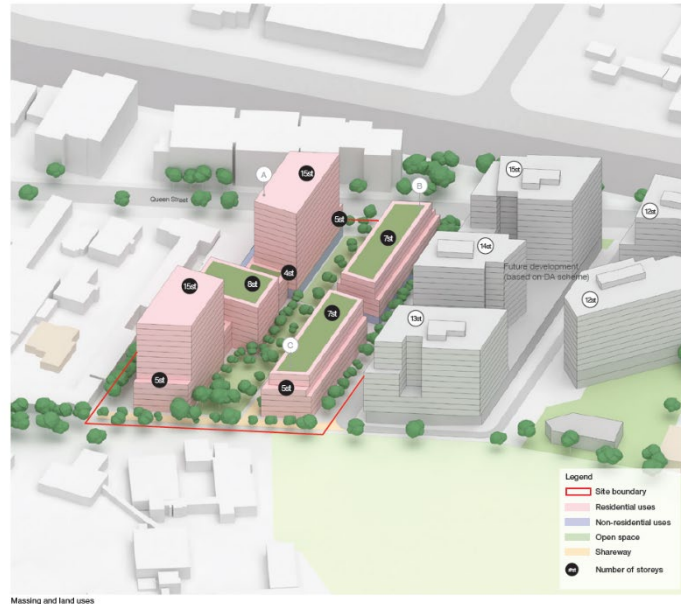 15st
A
15st
B
Queen Street
12st
5st
7st
14st
4st
Future development
(based on DA scheme)
8st
15st
12st
7st
13st
C
5st
5st
Legend
Site boundary
Residential uses
Non-residential uses
Open space
Shareway
##st
Number of storeys
Massing and land uses